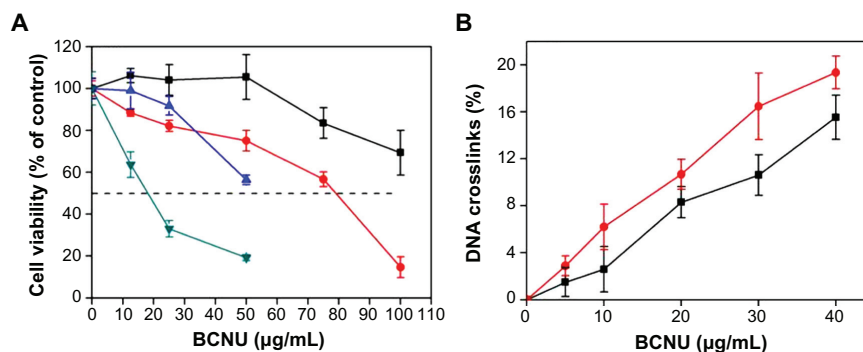 A
Cell viability (% of control)
120
100
80
60
40
20
0
0 10 20 30 40 50 60 70 80 90 100 110
BCNU (µg/mL)
B
DNA crosslinks (%)
20
16
12
8
4
0
0 10 20 30 40
BCNU (µg/mL)